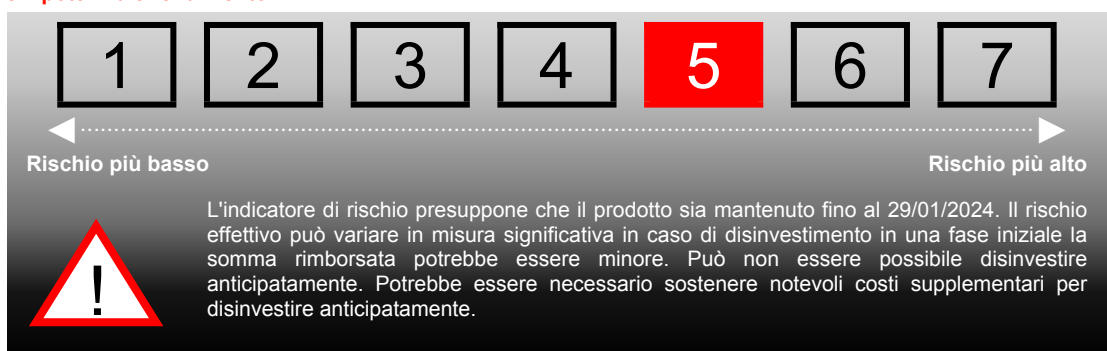 1 2 3 4 5 6 7
Rischio più basso Rischio più alto
L'indicatore di rischio presuppone che il prodotto sia mantenuto fino al 29/01/2024. Il rischio
effettivo può variare in misura significativa in caso di disinvestimento in una fase iniziale la
somma rimborsata potrebbe essere minore. Può non essere possibile disinvestire
anticipatamente. Potrebbe essere necessario sostenere notevoli costi supplementari per
disinvestire anticipatamente.
!